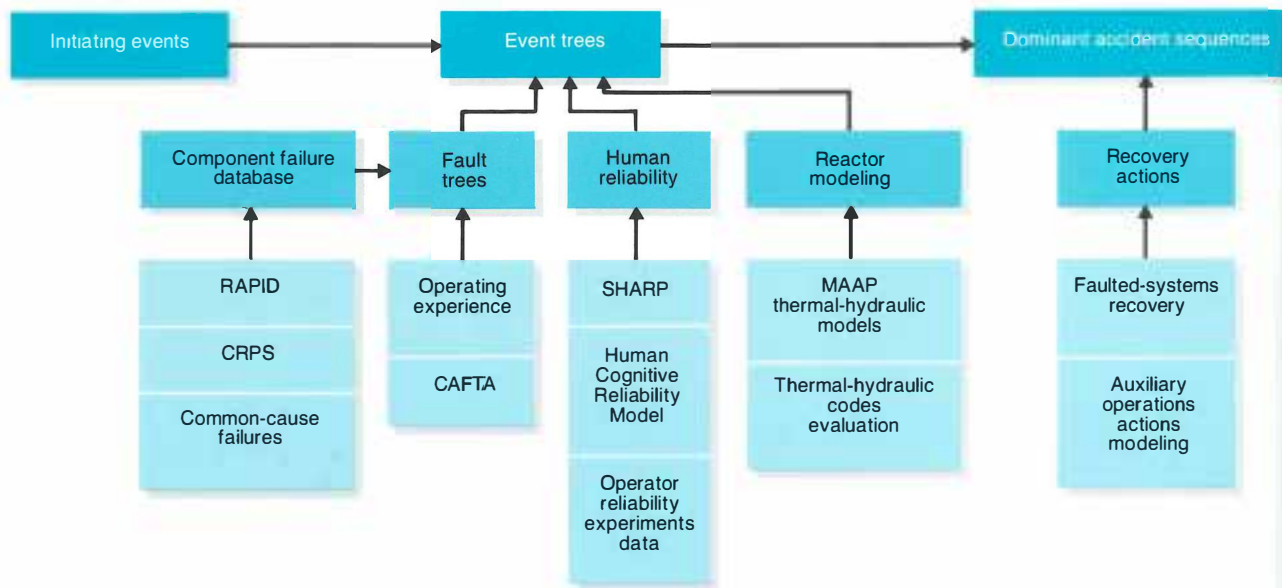 Initiating events
Event trees
Dominant accident sequences
Component failure
database
Fault
trees
Human
reliability
Reactor
modeling
Recovery
actions
RAPID
CRPS
Common-cause
failures
Operating
experience
CAFTA
SHARP
Human
Cognitive
Reliability
Model
Operator
reliability
experiments
data
MAAP
thermal-hydraulic
models
Thermal-hydraulic
codes
evaluation
Faulted-systems
recovery
Auxiliary
operations
actions
modeling